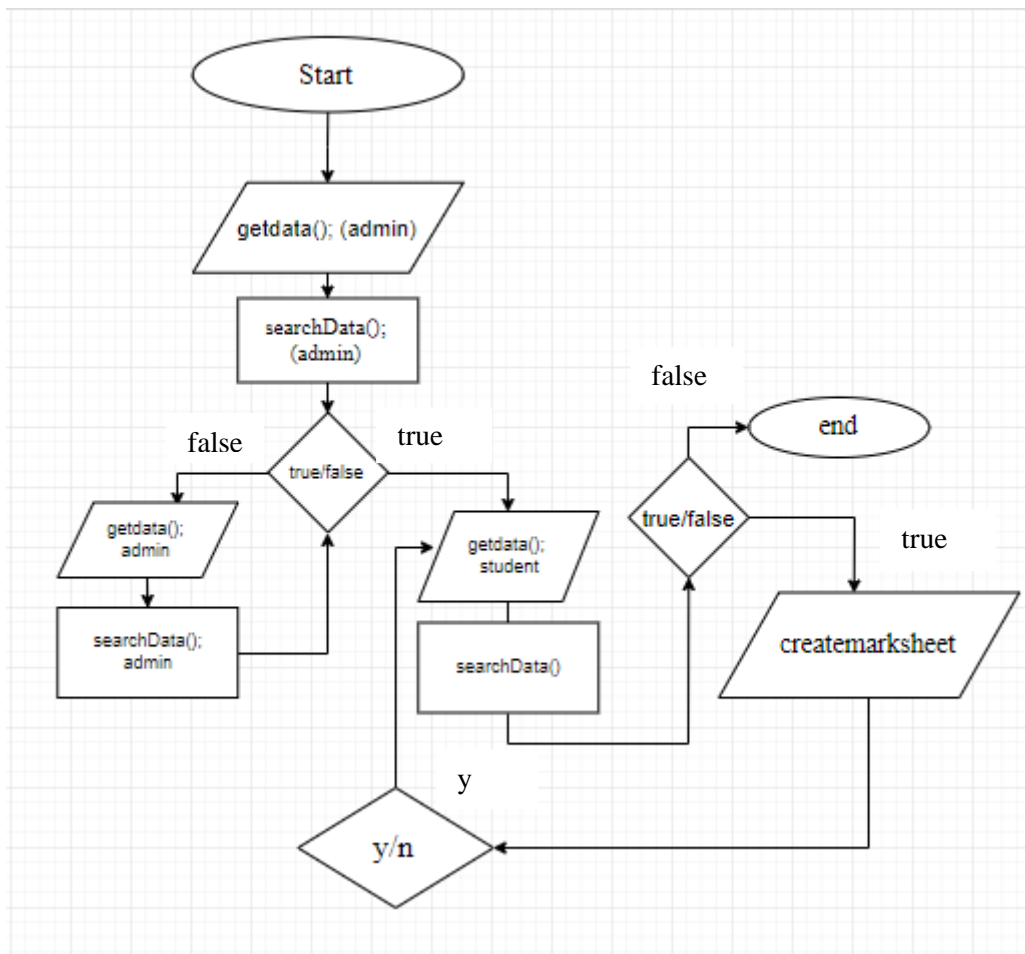 Start
getdata(); (admin)
searchData();
(admin)
false
true
true/false
getdata();
admin
searchData();
admin
getdata();
student
searchData()
false
end
true/false
true
createmarksheet
y
y/n